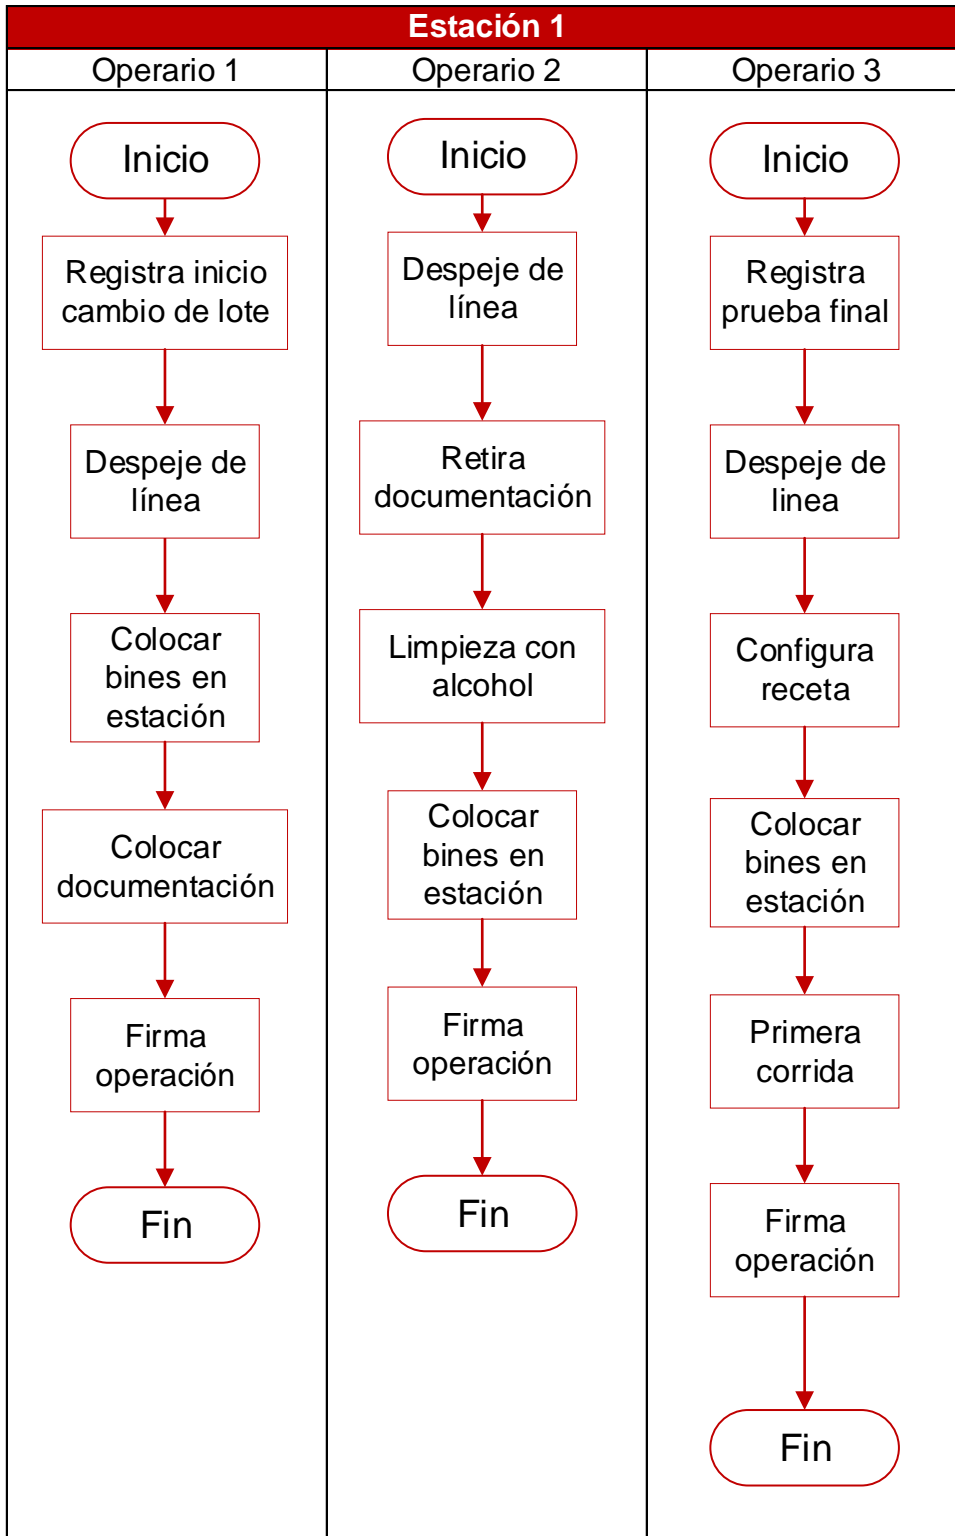 Estación 1
Operario 1
Operario 2
Operario 3
Inicio
Registra inicio
cambio de lote
Despeje de
línea
Colocar
bines en
estación
Colocar
documentación
Firma
operación
Fin
Inicio
Despeje de
línea
Retira
documentación
Limpieza con
alcohol
Colocar
bines en
estación
Firma
operación
Fin
Inicio
Registra
prueba final
Despeje de
linea
Configura
receta
Colocar
bines en
estación
Primera
corrida
Firma
operación
Fin